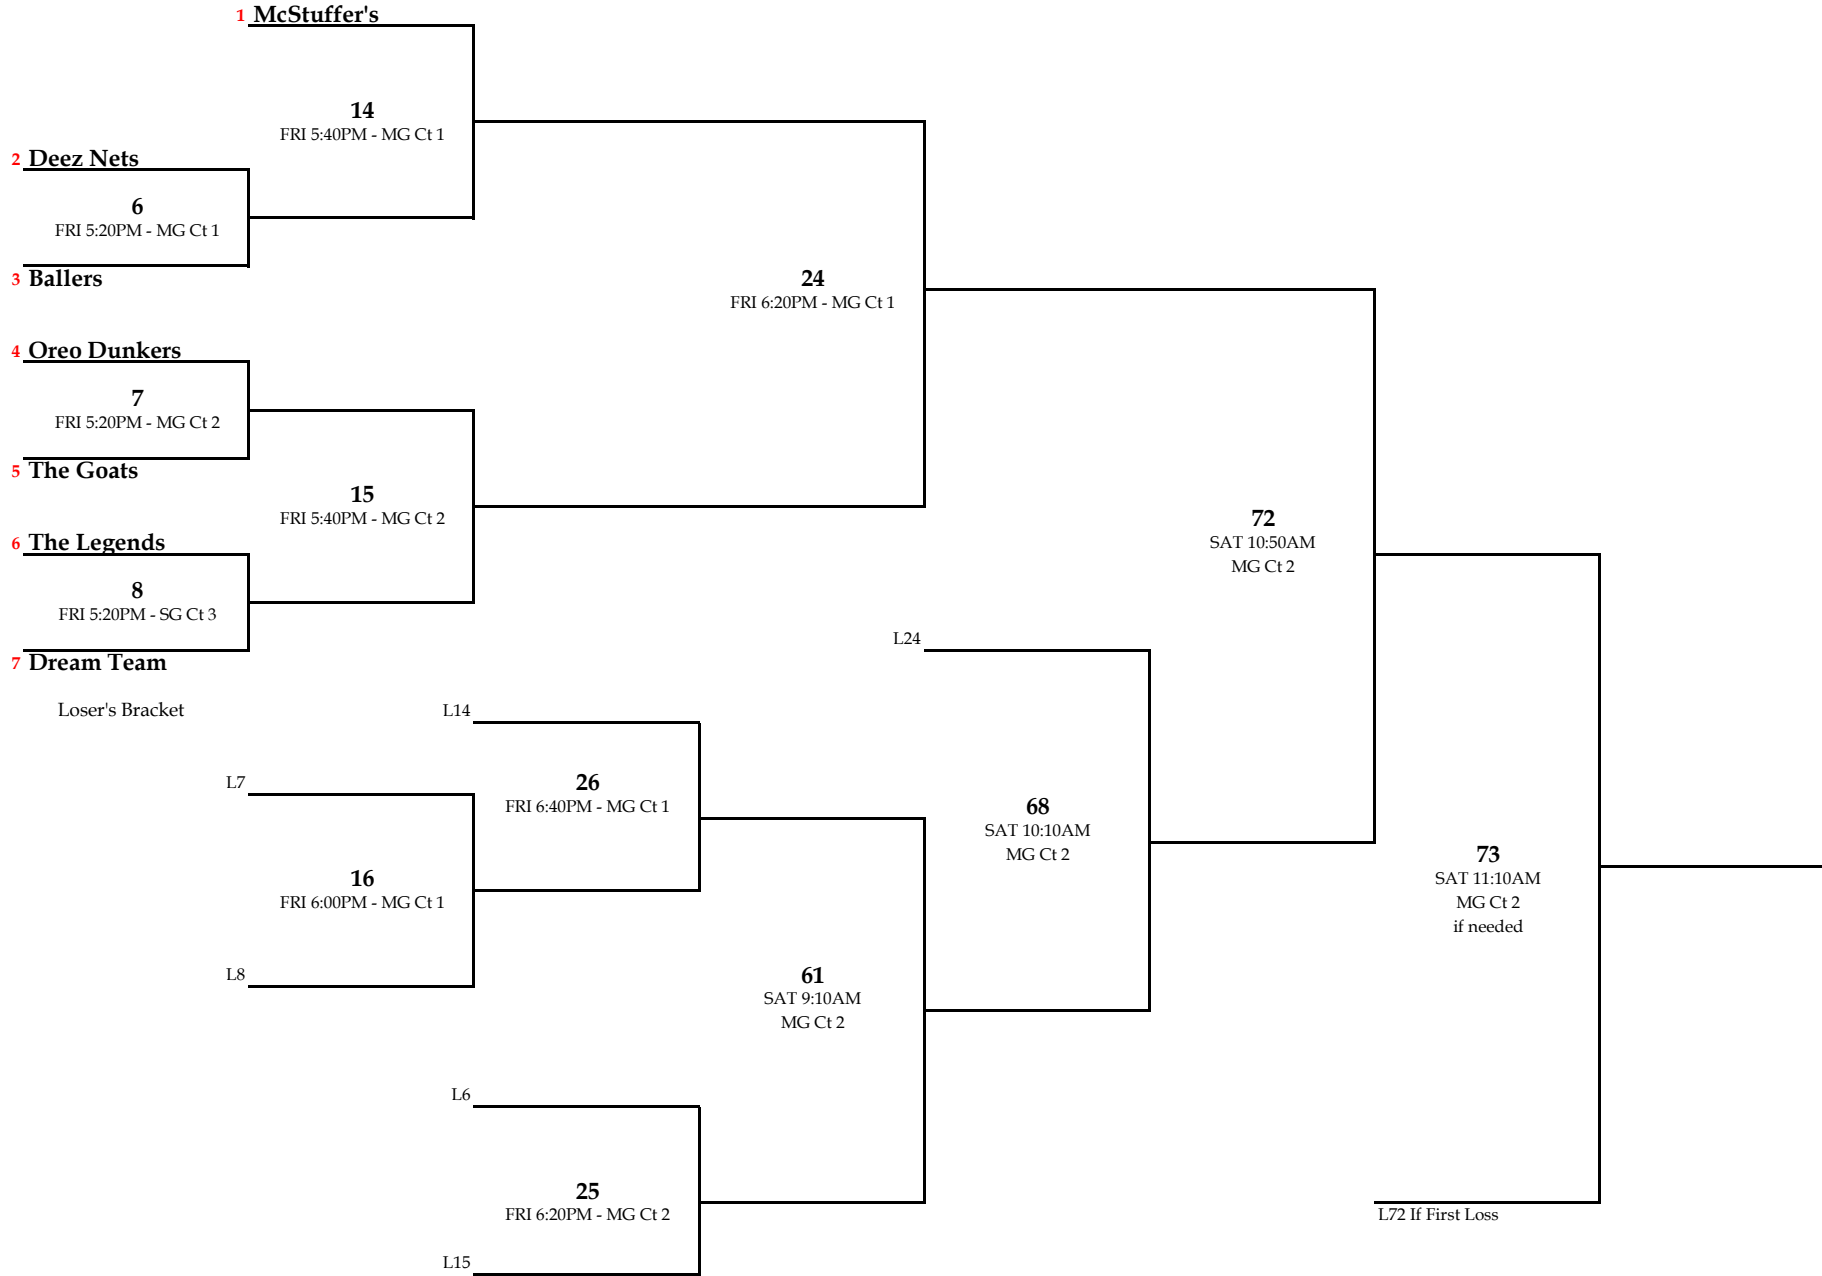 1 McStuffer's
14
FRI 5:40PM - MG Ct 1
2 Deez Nets
6
FRI 5:20PM - MG Ct 1
3 Ballers
24
FRI 6:20PM - MG Ct 1
4 Oreo Dunkers
7
FRI 5:20PM - MG Ct 2
5 The Goats
15
FRI 5:40PM - MG Ct 2
72
SAT 10:50AM
MG Ct 2
6 The Legends
8
FRI 5:20PM - SG Ct 3
L24
7 Dream Team
Loser's Bracket
L14
L7
26
FRI 6:40PM - MG Ct 1
68
SAT 10:10AM
MG Ct 2
73
SAT 11:10AM
MG Ct 2
if needed
16
FRI 6:00PM - MG Ct 1
L8
61
SAT 9:10AM
MG Ct 2
L6
25
FRI 6:20PM - MG Ct 2
L72 If First Loss
L15